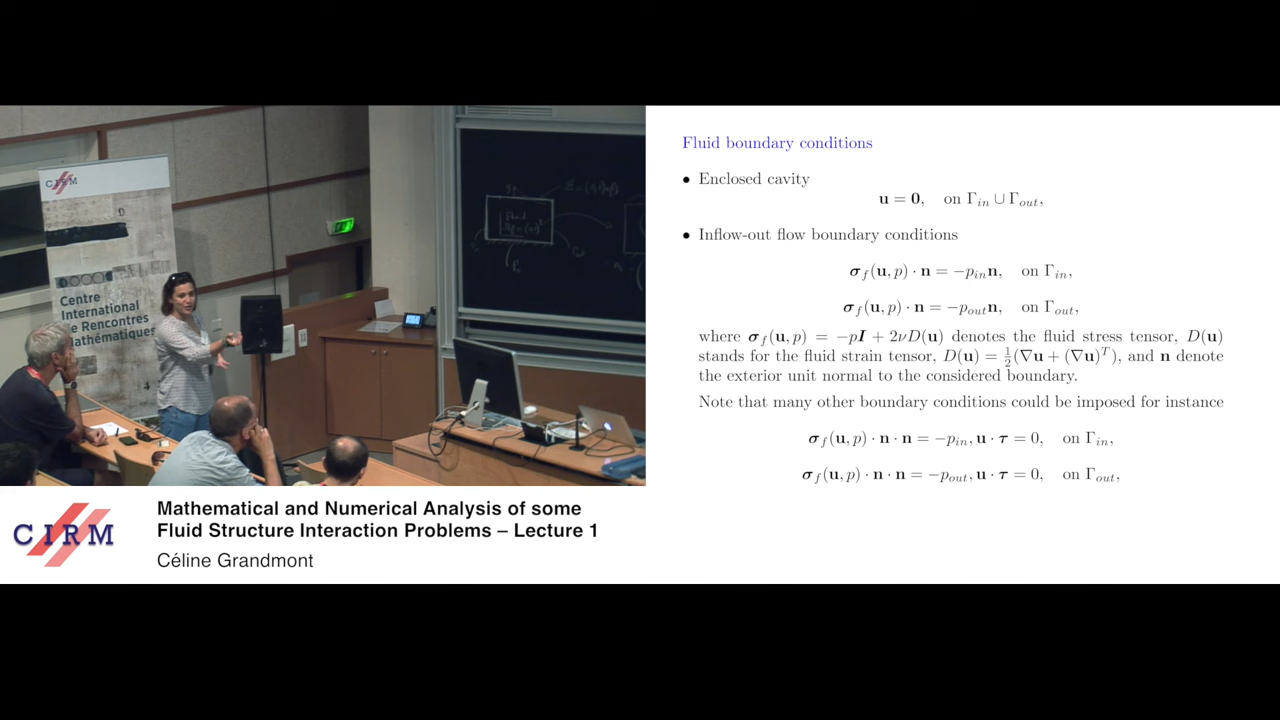 CIRM
Centre
International
de Rencontres
Mathématiques
Fluid
CIRM
Mathematical and Numerical Analysis of some
Fluid Structure Interaction Problems – Lecture 1
Céline Grandmont
Fluid boundary conditions
• Enclosed cavity
u = 0, on Γ_in ∪ Γ_out,
• Inflow-out flow boundary conditions
σ_f(u, p) · n = −p_in n, on Γ_in,
σ_f(u, p) · n = −p_out n, on Γ_out,
where σ_f(u, p) = −pI + 2νD(u) denotes the fluid stress tensor, D(u)
stands for the fluid strain tensor, D(u) = ½(∇u + (∇u)^T), and n denote
the exterior unit normal to the considered boundary.
Note that many other boundary conditions could be imposed for instance
σ_f(u, p) · n · n = −p_in, u · τ = 0, on Γ_in,
σ_f(u, p) · n · n = −p_out, u · τ = 0, on Γ_out,